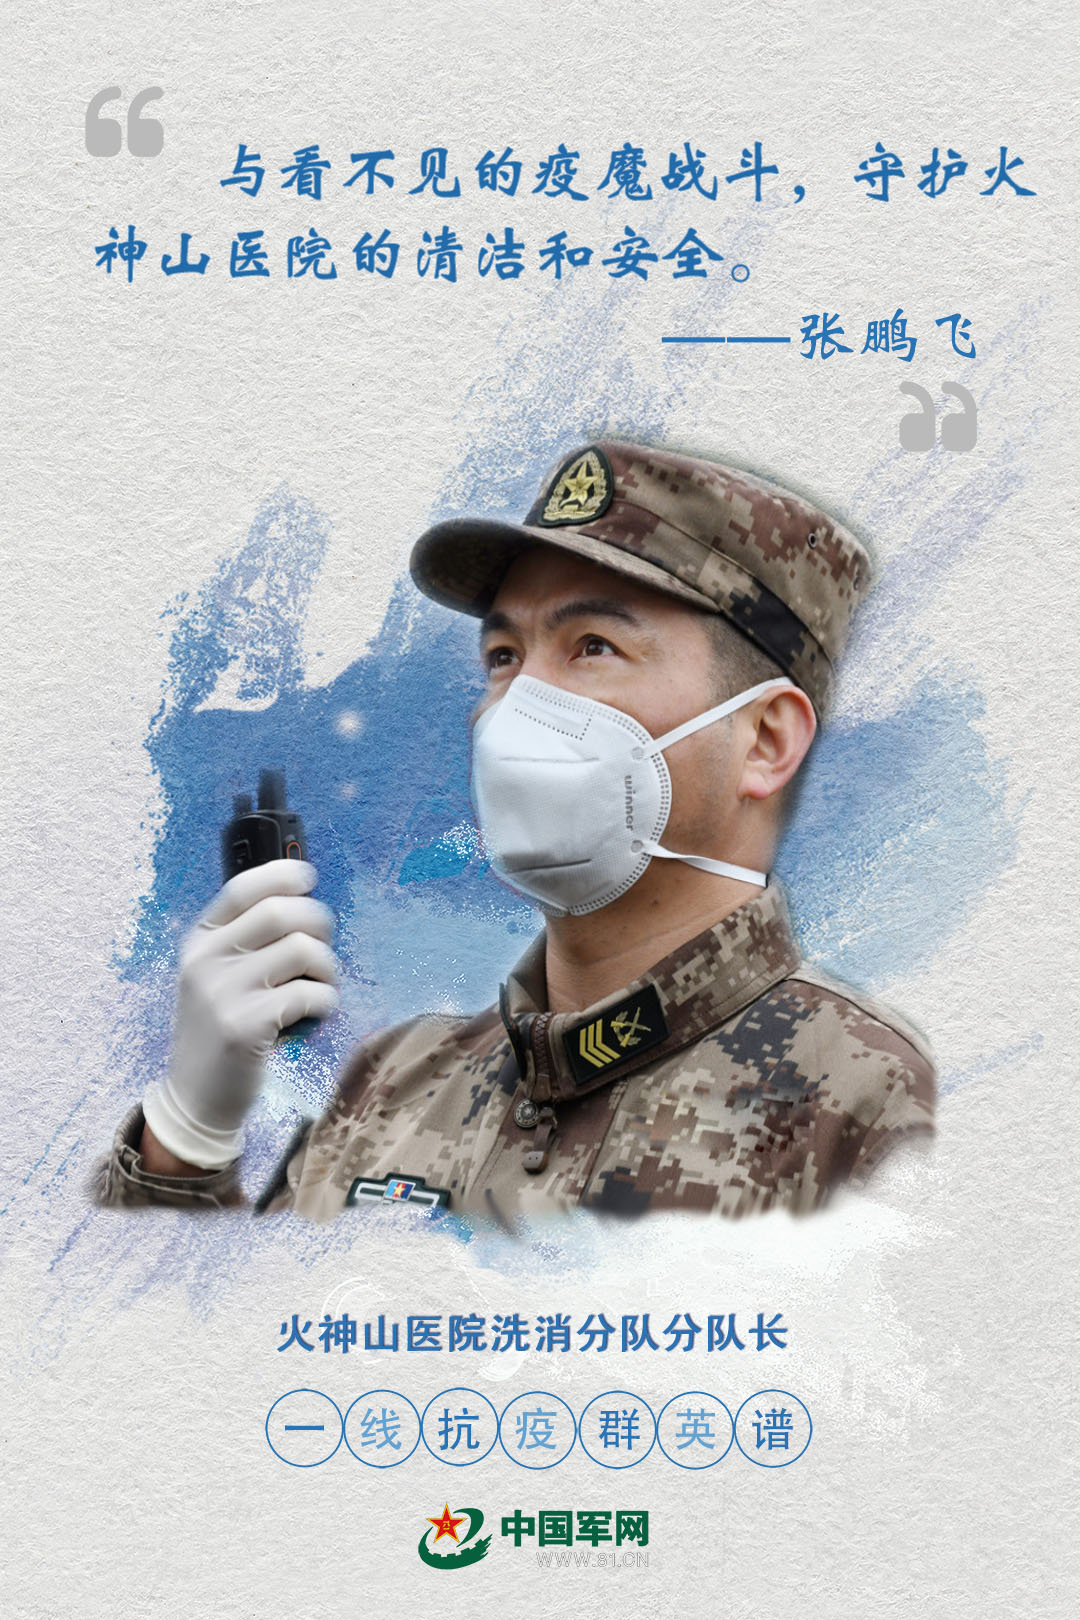 “
与看不见的疫魔战斗，守护火
神山医院的清洁和安全。
——张鹏飞
”
winner
火神山医院洗消分队分队长
一线抗疫群英谱
中国军网
WWW.81.CN